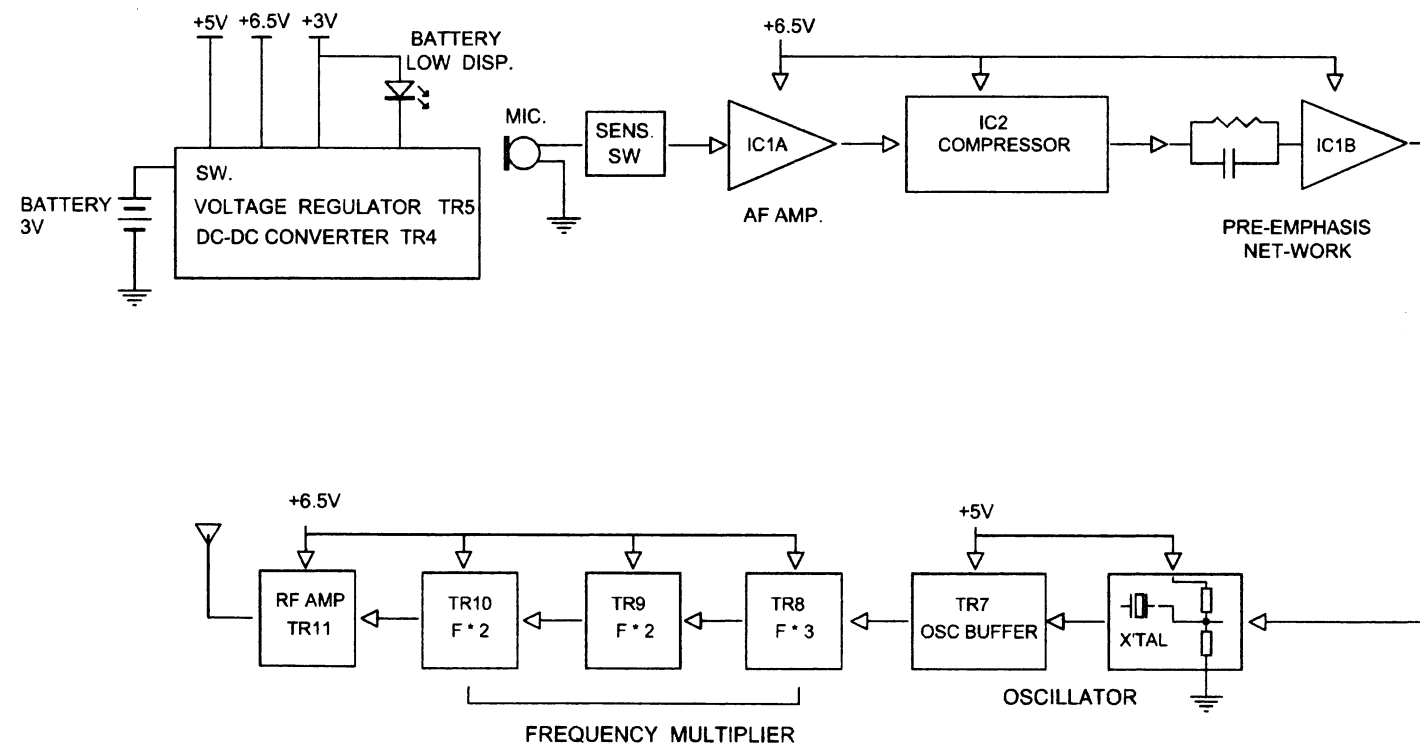 +5V +6.5V +3V
BATTERY
LOW DISP.
SW.
VOLTAGE REGULATOR TR5
DC-DC CONVERTER TR4
BATTERY
3V
MIC.
SENS.
SW
+6.5V
IC1A
AF AMP.
IC2
COMPRESSOR
IC1B
PRE-EMPHASIS
NET-WORK
+6.5V
RF AMP
TR11
TR10
F * 2
TR9
F * 2
TR8
F * 3
FREQUENCY MULTIPLIER
+5V
TR7
OSC BUFFER
X'TAL
OSCILLATOR